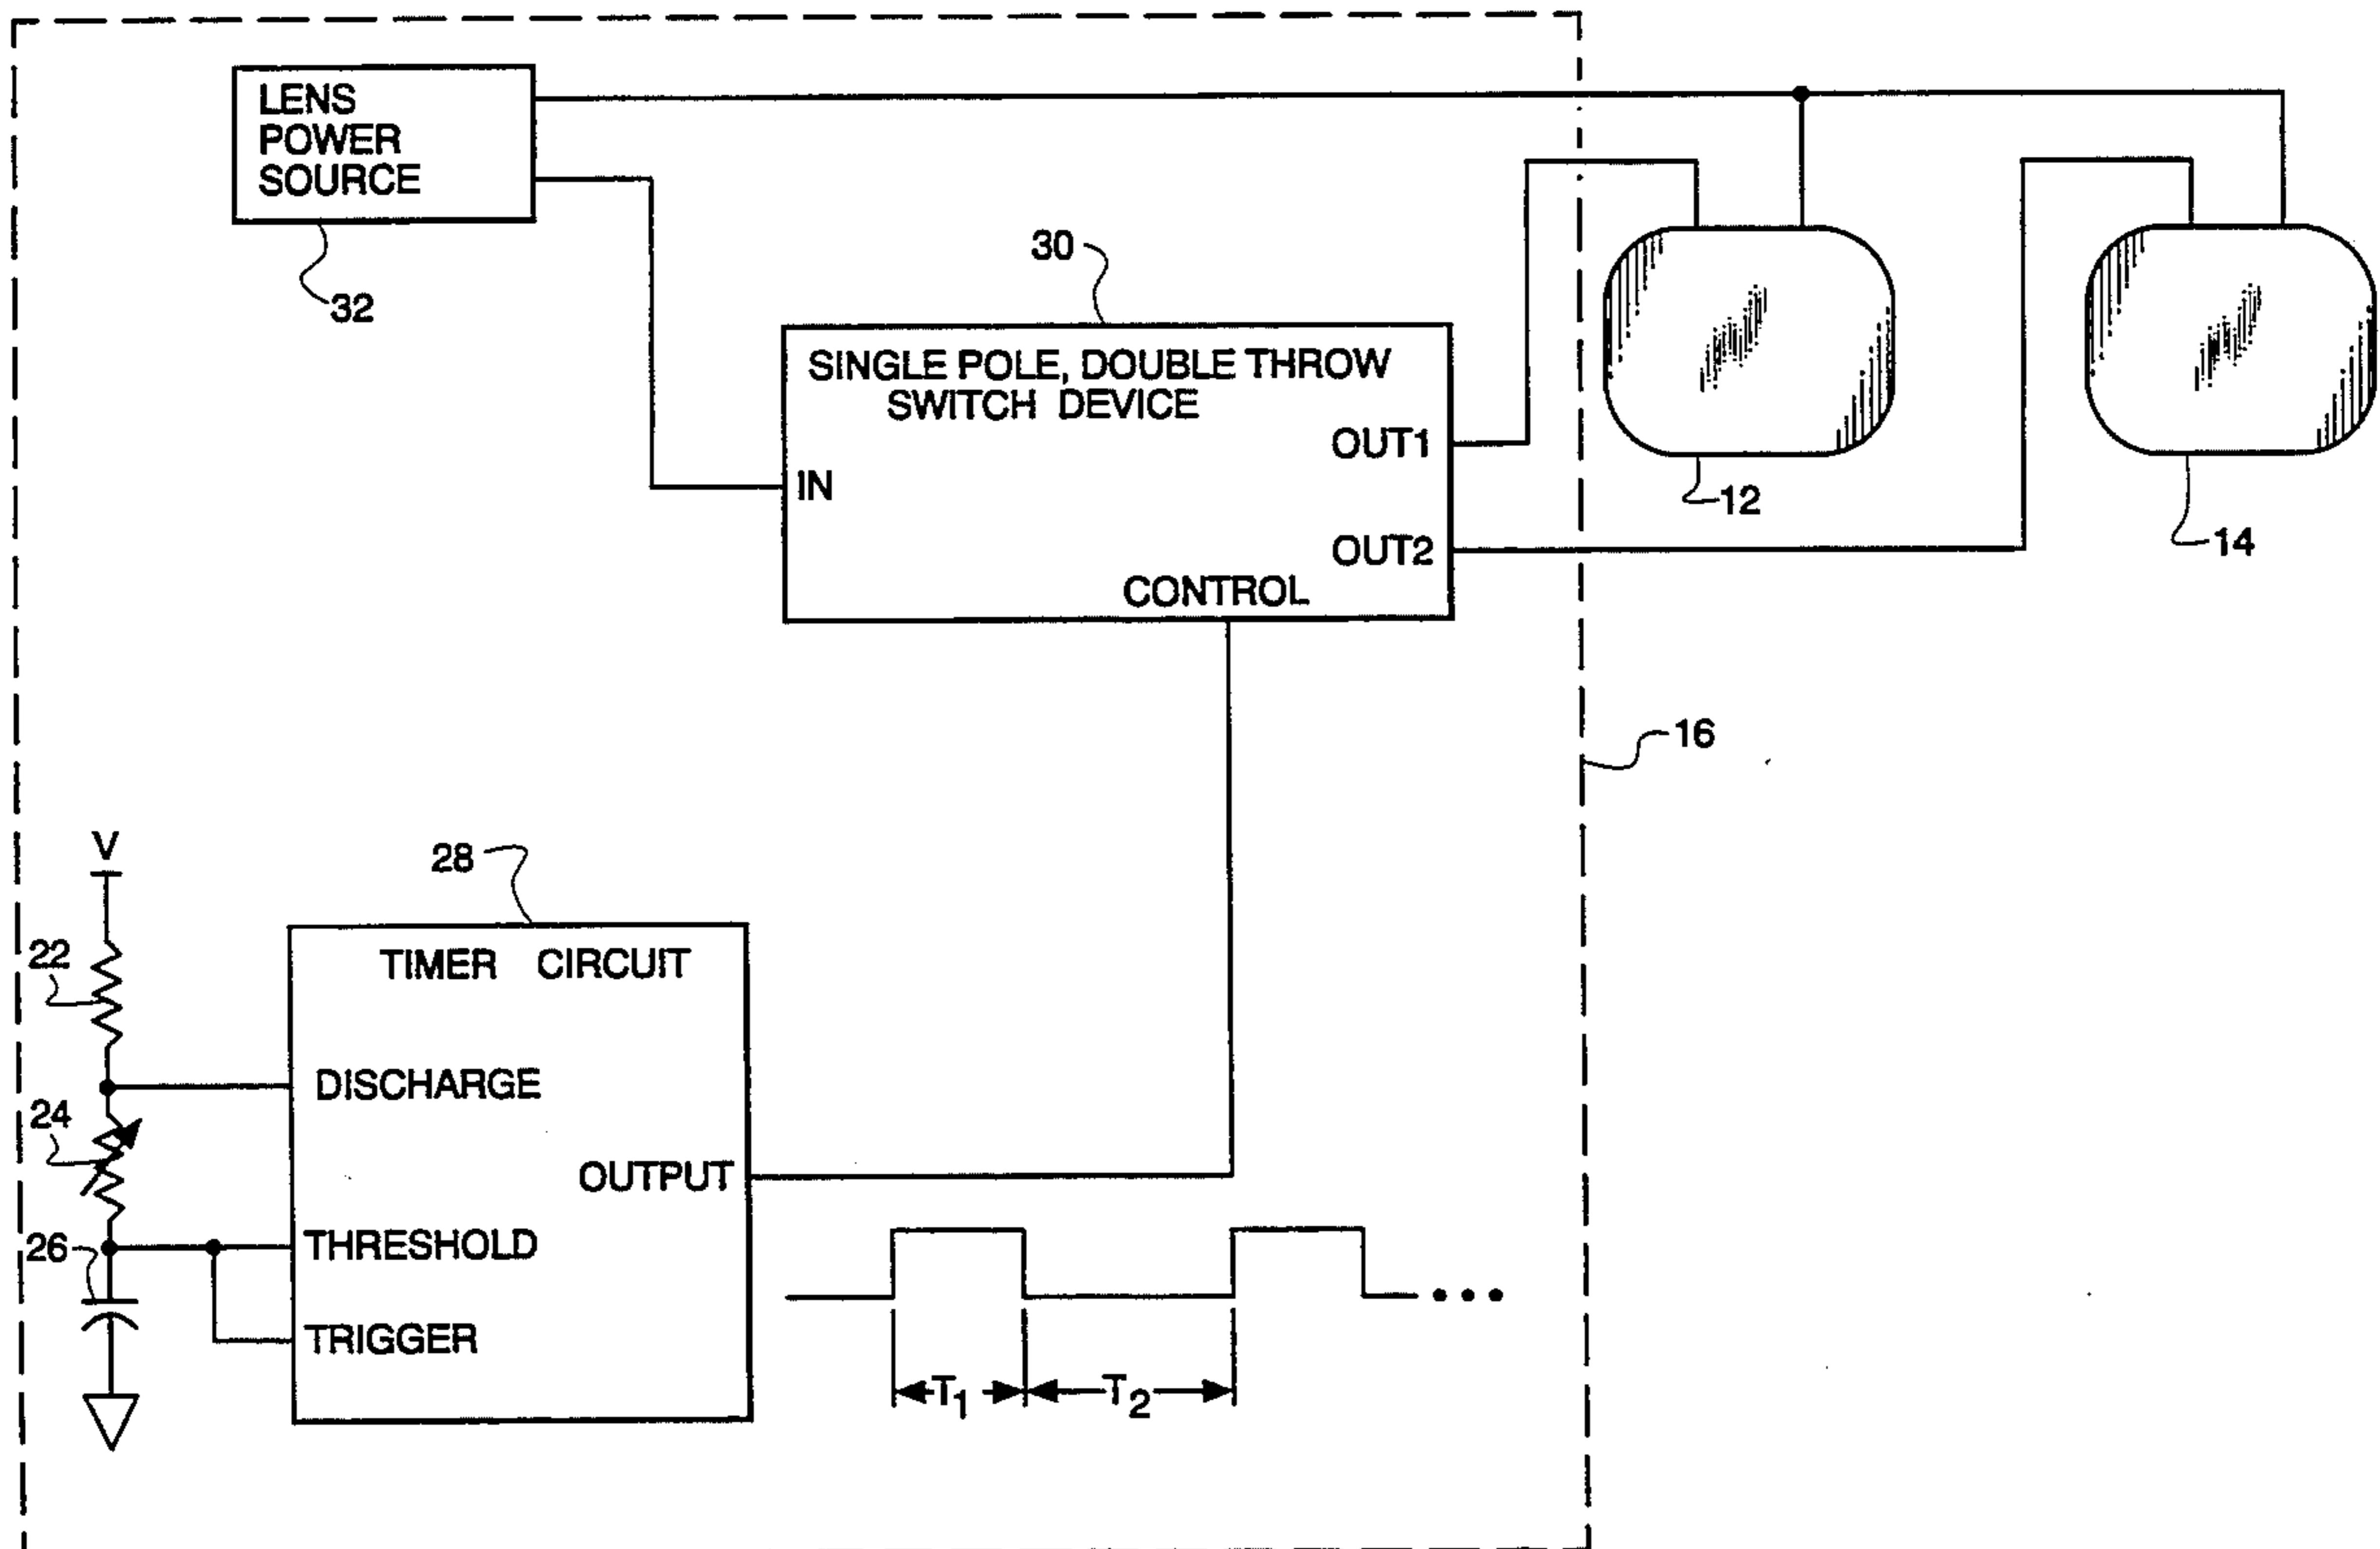 LENS
POWER
SOURCE
32
30
SINGLE POLE, DOUBLE THROW
SWITCH DEVICE
OUT1
IN
OUT2
CONTROL
12
14
16
V
28
22
TIMER CIRCUIT
DISCHARGE
24
OUTPUT
26
THRESHOLD
TRIGGER
T1
T2